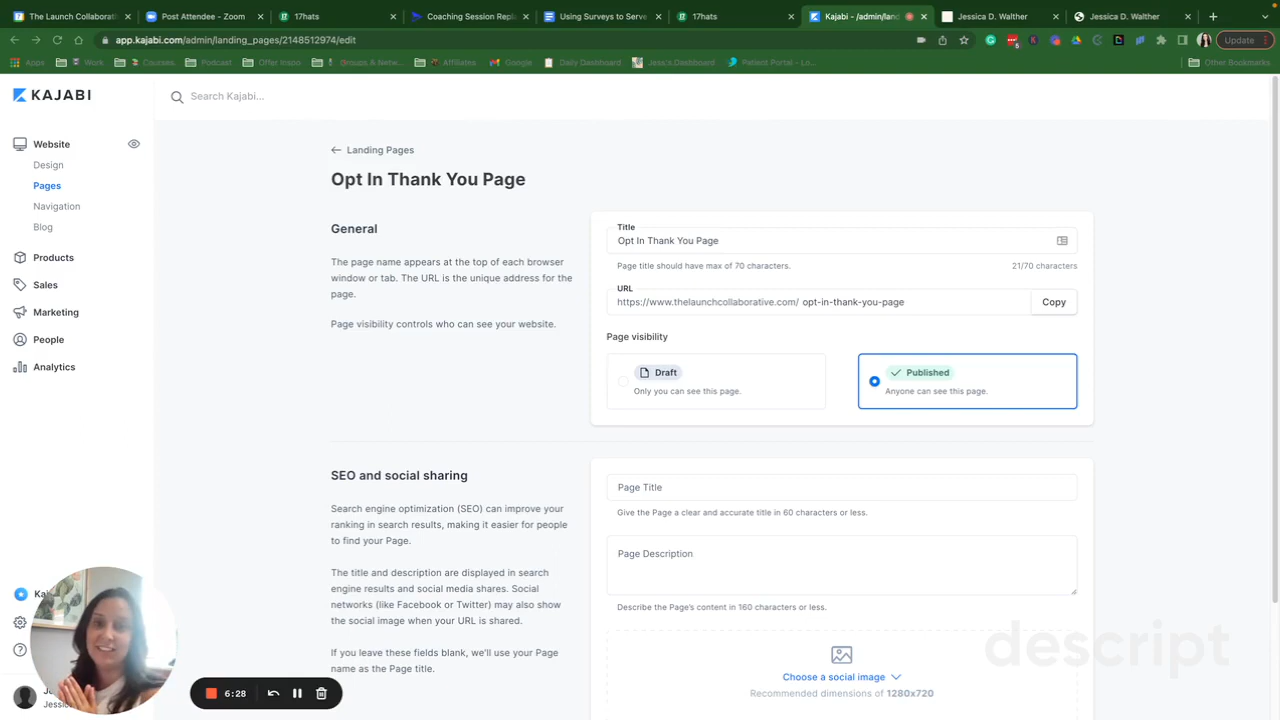 The Launch Collaborati
Post Attendee - Zoom
17hats
Coaching Session Repla
Using Surveys to Serve
17hats
Kajabi - /admin/land
Jessica D. Walther
Jessica D. Walther
app.kajabi.com/admin/landing_pages/2148512974/edit
Update
Apps
Work
Courses
Podcast
Offer Inspo
Groups & Netw...
Affiliates
Google
Daily Dashboard
Jess's Dashboard
Patient Portal - Lo...
Other Bookmarks
KAJABI
Search Kajabi...
Website
Design
Pages
Navigation
Blog
Products
Sales
Marketing
People
Analytics
Landing Pages
Opt In Thank You Page
General
The page name appears at the top of each browser
window or tab. The URL is the unique address for the
page.
Page visibility controls who can see your website.
Title
Opt In Thank You Page
Page title should have max of 70 characters.
21/70 characters
URL
https://www.thelaunchcollaborative.com/ opt-in-thank-you-page
Copy
Page visibility
Draft
Only you can see this page.
Published
Anyone can see this page.
SEO and social sharing
Search engine optimization (SEO) can improve your
ranking in search results, making it easier for people
to find your Page.
The title and description are displayed in search
engine results and social media shares. Social
networks (like Facebook or Twitter) may also show
the social image when your URL is shared.
If you leave these fields blank, we'll use your Page
name as the Page title.
Page Title
Give the Page a clear and accurate title in 60 characters or less.
Page Description
Describe the Page's content in 160 characters or less.
Choose a social image
Recommended dimensions of 1280x720
6:28
descript